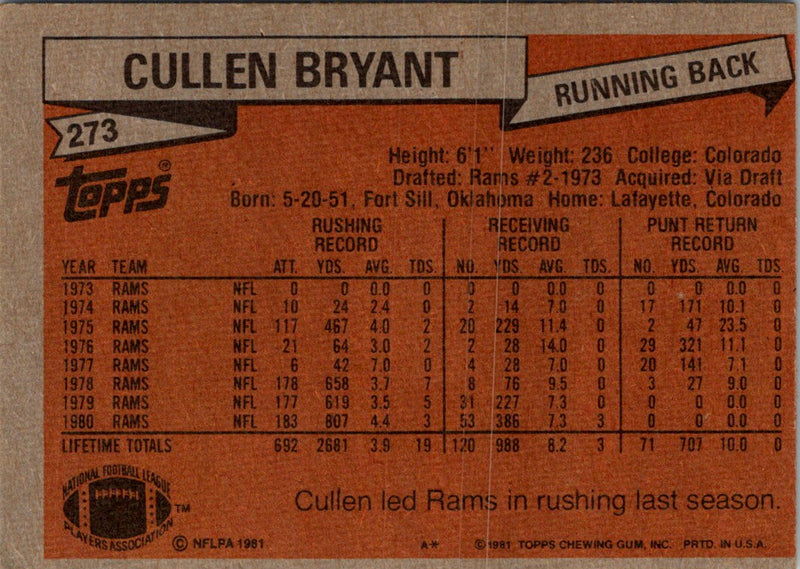 CULLEN BRYANT
RUNNING BACK
273
topps®
Height: 6'1" Weight: 236 College: Colorado
Drafted: Rams #2-1973 Acquired: Via Draft
Born: 5-20-51, Fort Sill, Oklahoma Home: Lafayette, Colorado
RUSHING RECORD RECEIVING RECORD PUNT RETURN RECORD
YEAR TEAM ATT. YDS. AVG. TDS NO. YDS. AVG. TDS. NO. YDS. AVG. TDS
1973 RAMS NFL 0 0 0.0 0 0 0 0.0 0 0 0 0.0 0
1974 RAMS NFL 10 24 2.4 0 2 14 7.0 0 17 171 10.1 0
1975 RAMS NFL 117 467 4.0 2 20 229 11.4 0 2 47 23.5 0
1976 RAMS NFL 21 64 3.0 2 2 28 14.0 0 29 321 11.1 0
1977 RAMS NFL 6 42 7.0 0 4 28 7.0 0 20 141 7.1 0
1978 RAMS NFL 178 658 3.7 7 8 76 9.5 0 3 27 9.0 0
1979 RAMS NFL 177 619 3.5 5 31 227 7.3 0 0 0 0.0 0
1980 RAMS NFL 183 807 4.4 3 53 386 7.3 3 0 0 0.0 0
LIFETIME TOTALS 692 2681 3.9 19 120 988 8.2 3 71 707 10.0 0
NATIONAL FOOTBALL LEAGUE
PLAYERS ASSOCIATION
TM
Cullen led Rams in rushing last season.
© NFLPA 1981 A* © 1981 TOPPS CHEWING GUM, INC. PRTD. IN U.S.A.